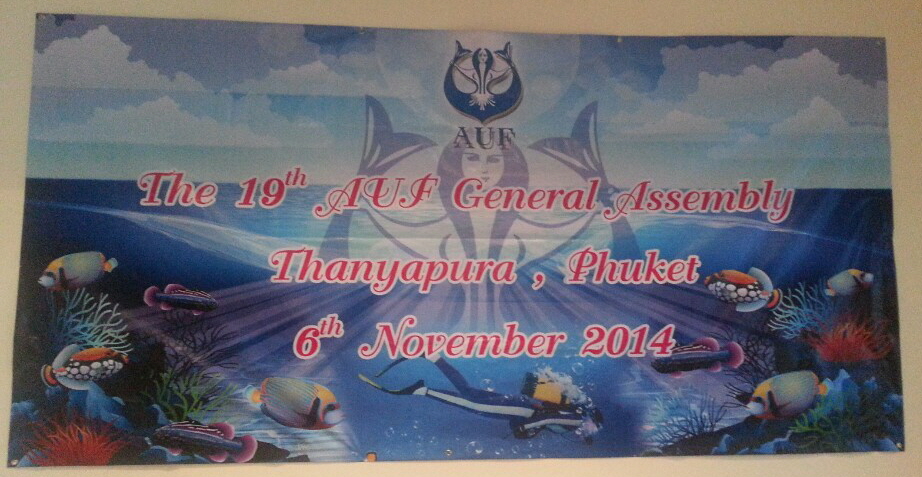 AUF
The 19th AUF General Assembly
Thanyapura , Phuket
6th November 2014